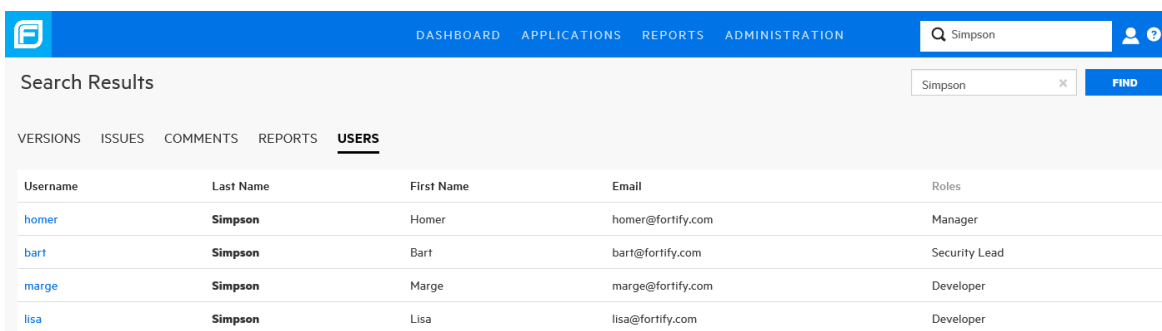 DASHBOARD APPLICATIONS REPORTS ADMINISTRATION Simpson ?
Search Results Simpson × FIND
VERSIONS ISSUES COMMENTS REPORTS USERS
Username Last Name First Name Email Roles
homer Simpson Homer homer@fortify.com Manager
bart Simpson Bart bart@fortify.com Security Lead
marge Simpson Marge marge@fortify.com Developer
lisa Simpson Lisa lisa@fortify.com Developer